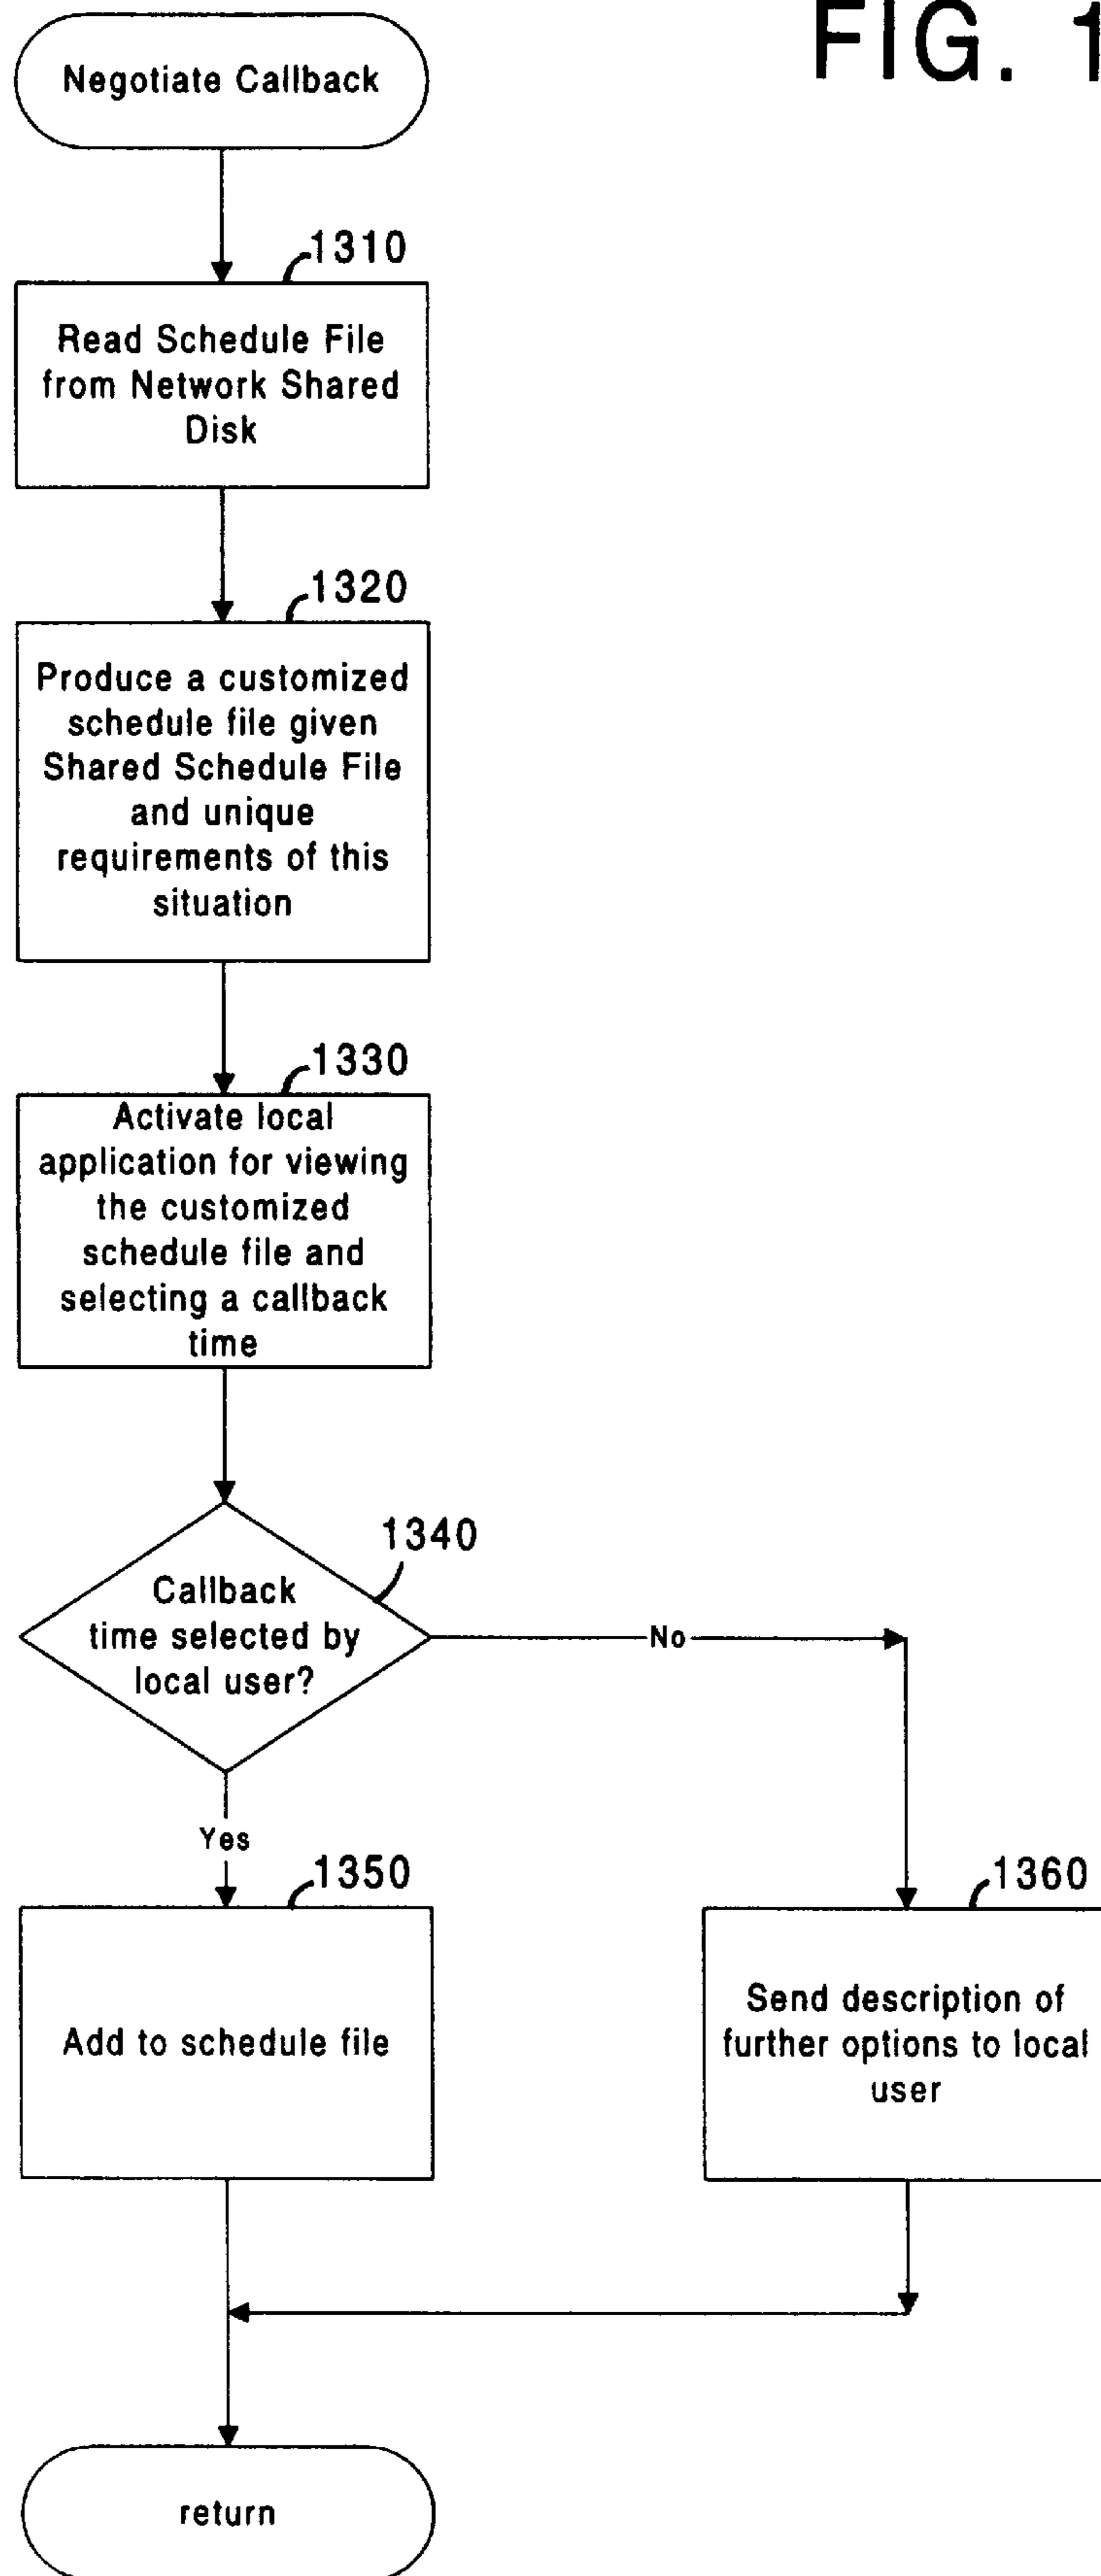 FIG. 1
Negotiate Callback
1310
Read Schedule File
from Network Shared
Disk
1320
Produce a customized
schedule file given
Shared Schedule File
and unique
requirements of this
situation
1330
Activate local
application for viewing
the customized
schedule file and
selecting a callback
time
1340
Callback
time selected by
local user?
No
Yes
1350
Add to schedule file
1360
Send description of
further options to local
user
return